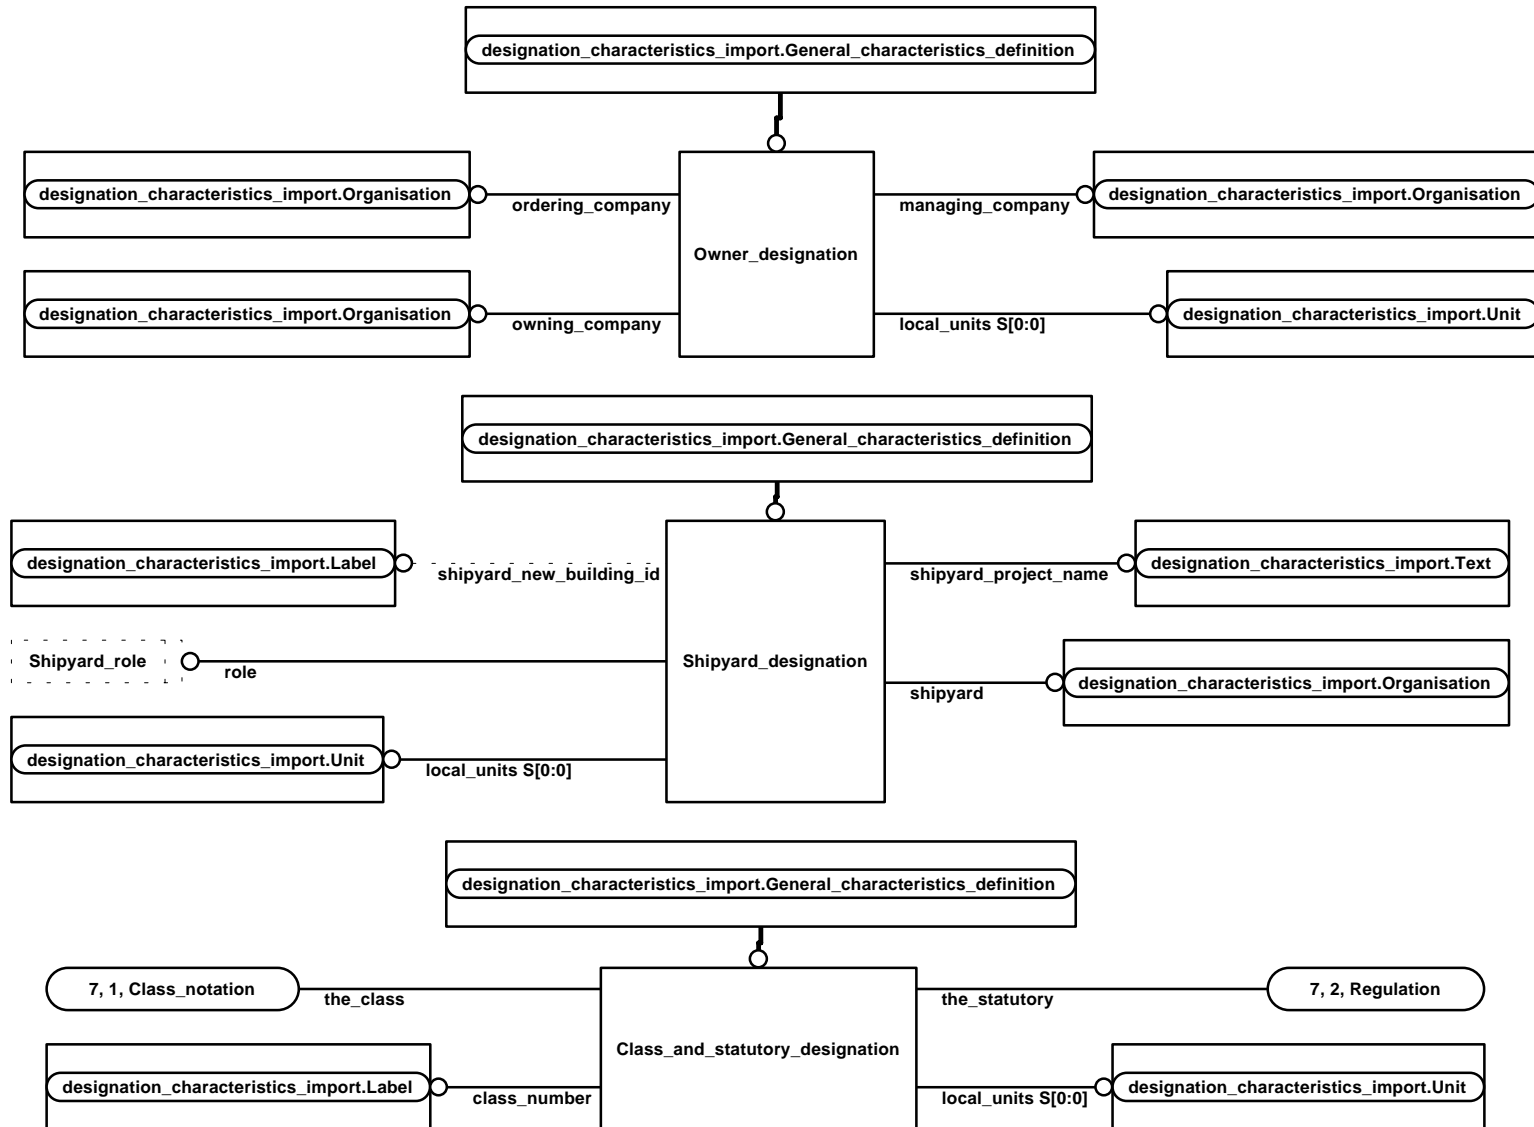 designation_characteristics_import.General_characteristics_definition
designation_characteristics_import.Organisation
ordering_company
managing_company
designation_characteristics_import.Organisation
Owner_designation
designation_characteristics_import.Organisation
owning_company
local_units S[0:0]
designation_characteristics_import.Unit
designation_characteristics_import.General_characteristics_definition
designation_characteristics_import.Label
shipyard_new_building_id
shipyard_project_name
designation_characteristics_import.Text
Shipyard_role
role
Shipyard_designation
shipyard
designation_characteristics_import.Organisation
designation_characteristics_import.Unit
local_units S[0:0]
designation_characteristics_import.General_characteristics_definition
7, 1, Class_notation
the_class
the_statutory
7, 2, Regulation
Class_and_statutory_designation
designation_characteristics_import.Label
class_number
local_units S[0:0]
designation_characteristics_import.Unit